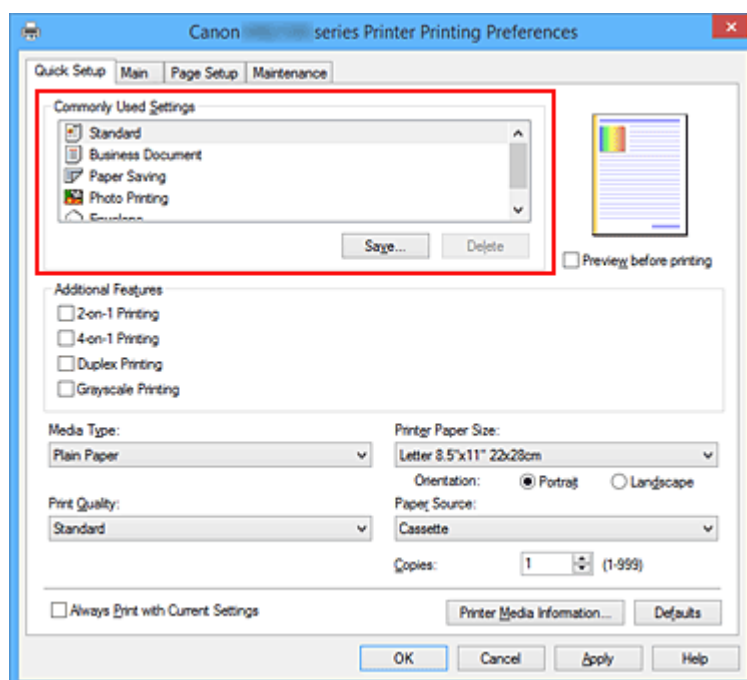 Canon series Printer Printing Preferences
Quick Setup Main Page Setup Maintenance
Commonly Used Settings
Standard
Business Document
Paper Saving
Photo Printing
Envelope
Save... Delete
Preview before printing
Additional Features
2-on-1 Printing
4-on-1 Printing
Duplex Printing
Grayscale Printing
Media Type: Printer Paper Size:
Plain Paper Letter 8.5"x11" 22x28cm
Orientation: Portrait Landscape
Print Quality: Paper Source:
Standard Cassette
Copies: 1 (1-999)
Always Print with Current Settings Printer Media Information... Defaults
OK Cancel Apply Help